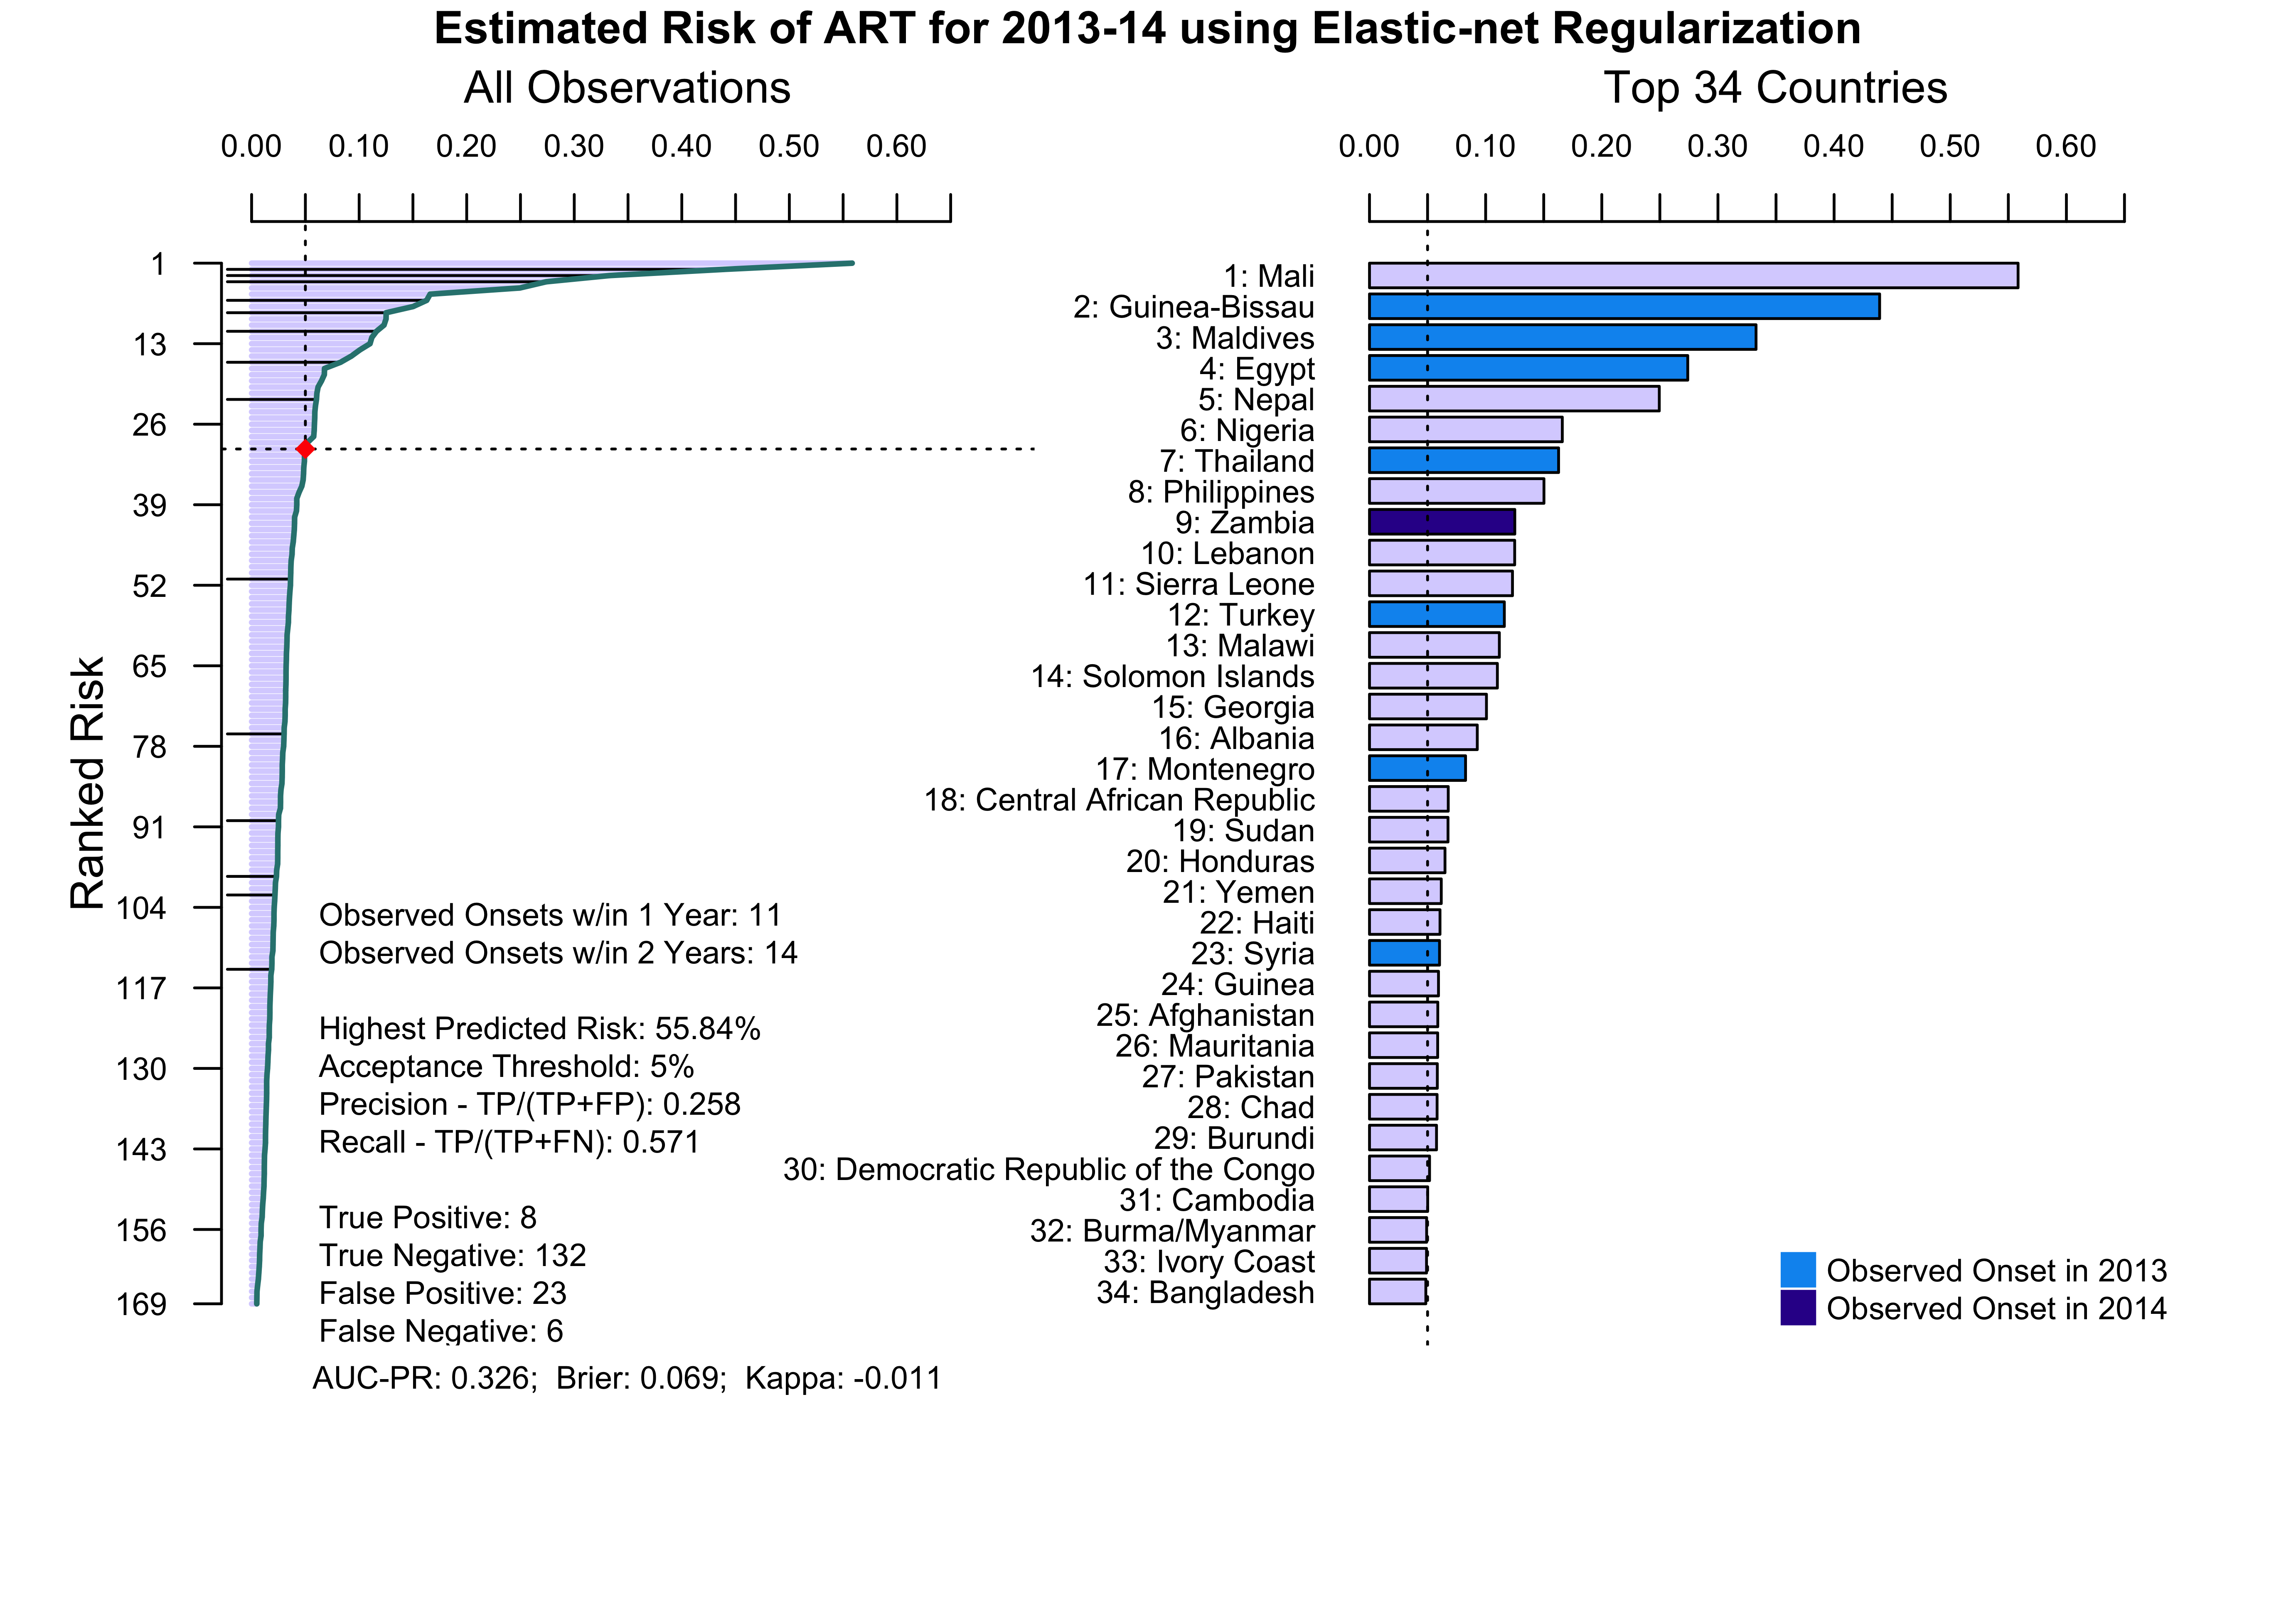 Estimated Risk of ART for 2013-14 using Elastic-net Regularization
All Observations
0.00 0.10 0.20 0.30 0.40 0.50 0.60
Ranked Risk
1
13
26
39
52
65
78
91
104
117
130
143
156
169
Observed Onsets w/in 1 Year: 11
Observed Onsets w/in 2 Years: 14
Highest Predicted Risk: 55.84%
Acceptance Threshold: 5%
Precision - TP/(TP+FP): 0.258
Recall - TP/(TP+FN): 0.571
True Positive: 8
True Negative: 132
False Positive: 23
False Negative: 6
AUC-PR: 0.326; Brier: 0.069; Kappa: -0.011
Top 34 Countries
0.00 0.10 0.20 0.30 0.40 0.50 0.60
1: Mali
2: Guinea-Bissau
3: Maldives
4: Egypt
5: Nepal
6: Nigeria
7: Thailand
8: Philippines
9: Zambia
10: Lebanon
11: Sierra Leone
12: Turkey
13: Malawi
14: Solomon Islands
15: Georgia
16: Albania
17: Montenegro
18: Central African Republic
19: Sudan
20: Honduras
21: Yemen
22: Haiti
23: Syria
24: Guinea
25: Afghanistan
26: Mauritania
27: Pakistan
28: Chad
29: Burundi
30: Democratic Republic of the Congo
31: Cambodia
32: Burma/Myanmar
33: Ivory Coast
34: Bangladesh
Observed Onset in 2013
Observed Onset in 2014